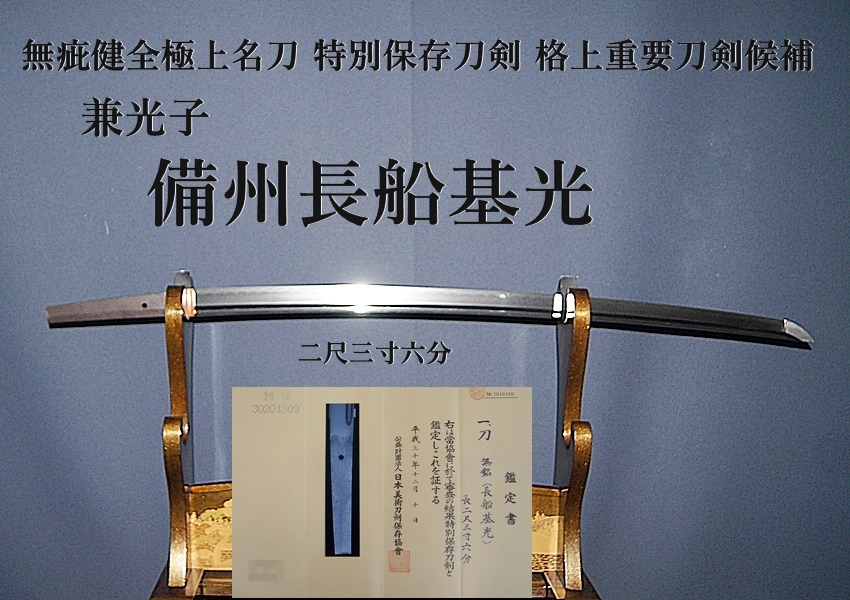 無疵健全極上名刀 特別保存刀剣 格上重要刀剣候補
兼光子
備州長船基光
二尺三寸六分
30201809
鑑定書
一、刀 無銘(長船基光)
長二尺三寸六分
右は當協會に於て審査の結果特別保存刀剣と
鑑定しこれを証する
平成三十年十二月 十 日
公益財團法人 日本美術刀剣保存協會